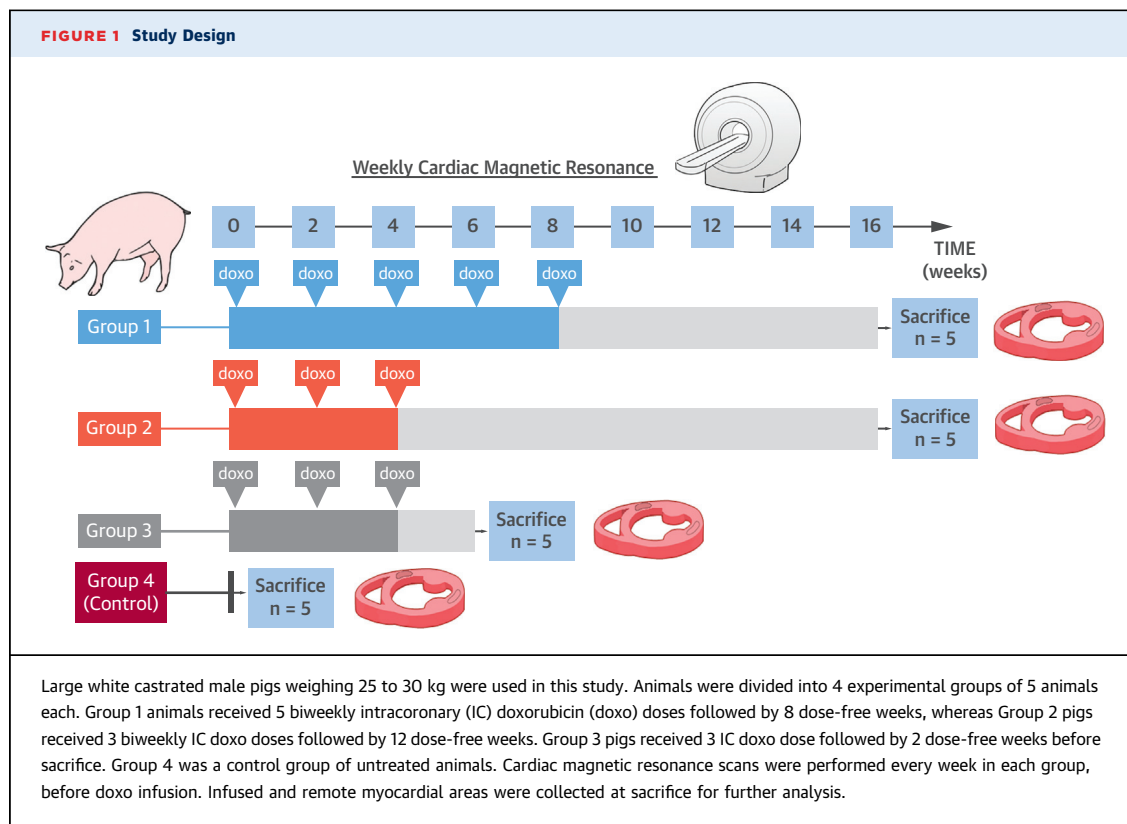 FIGURE 1 Study Design
Weekly Cardiac Magnetic Resonance
0 2 4 6 8 10 12 14 16
TIME
(weeks)
doxo doxo doxo doxo doxo
Group 1
Sacrifice
n = 5
doxo doxo doxo
Group 2
Sacrifice
n = 5
doxo doxo doxo
Group 3
Sacrifice
n = 5
Group 4
(Control)
Sacrifice
n = 5
Large white castrated male pigs weighing 25 to 30 kg were used in this study. Animals were divided into 4 experimental groups of 5 animals
each. Group 1 animals received 5 biweekly intracoronary (IC) doxorubicin (doxo) doses followed by 8 dose-free weeks, whereas Group 2 pigs
received 3 biweekly IC doxo doses followed by 12 dose-free weeks. Group 3 pigs received 3 IC doxo dose followed by 2 dose-free weeks before
sacrifice. Group 4 was a control group of untreated animals. Cardiac magnetic resonance scans were performed every week in each group,
before doxo infusion. Infused and remote myocardial areas were collected at sacrifice for further analysis.